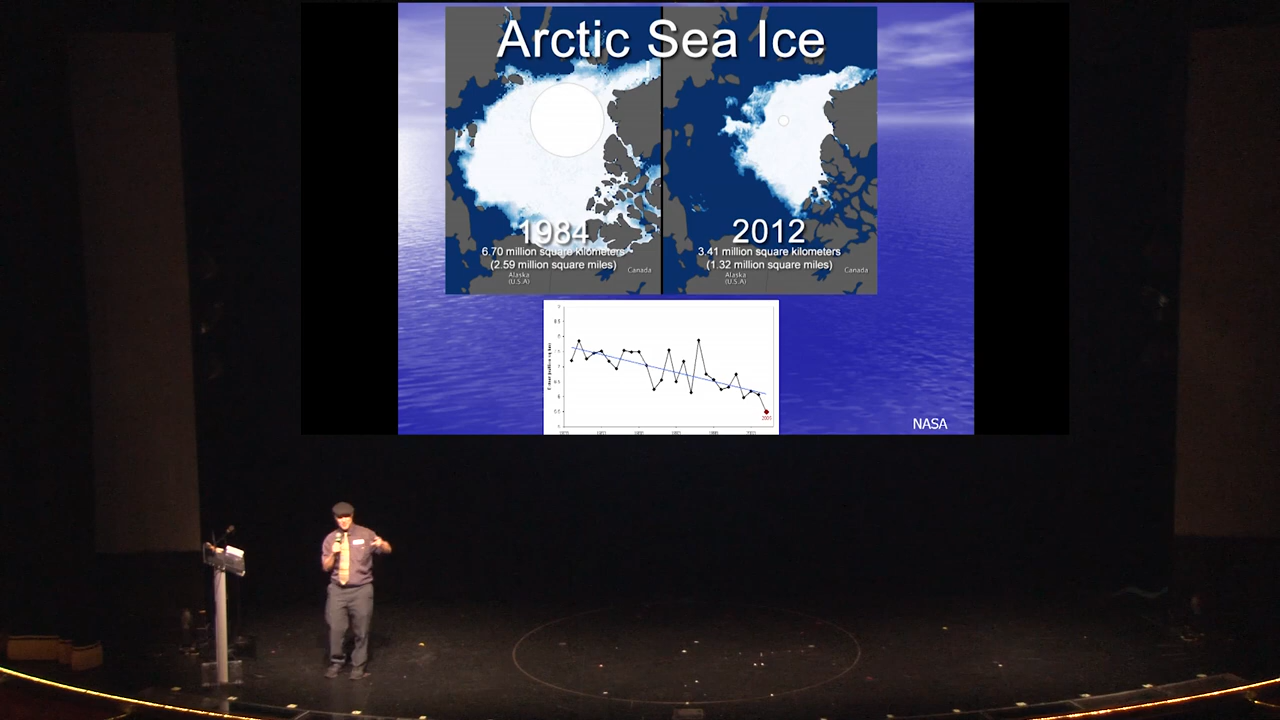 Arctic Sea Ice
1984
6.70 million square kilometers
(2.59 million square miles)
Canada
Alaska
(U.S.A)
2012
3.41 million square kilometers
(1.32 million square miles)
Canada
Alaska
(U.S.A)
NASA